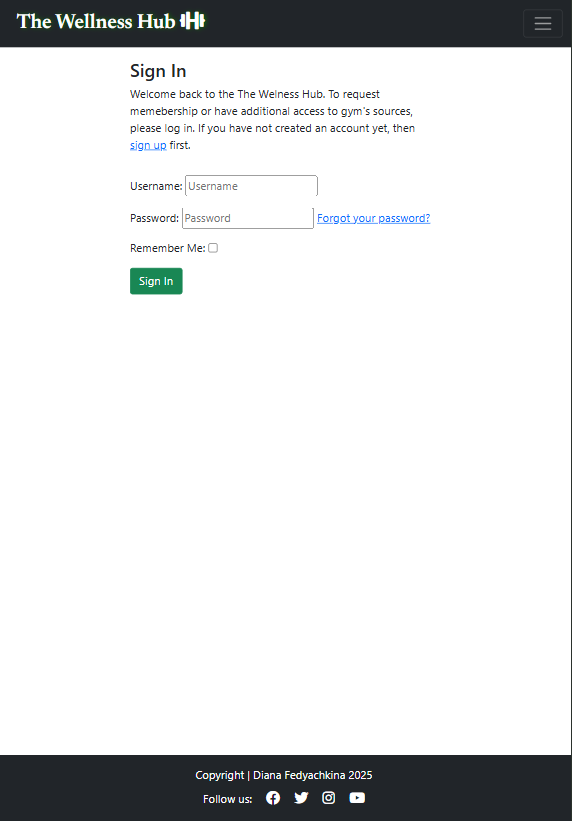 The Wellness Hub
Sign In
Welcome back to the The Welness Hub. To request
memebership or have additional access to gym's sources,
please log in. If you have not created an account yet, then
sign up first.
Username: Username
Password: Password Forgot your password?
Remember Me:
Sign In
Copyright | Diana Fedyachkina 2025
Follow us: